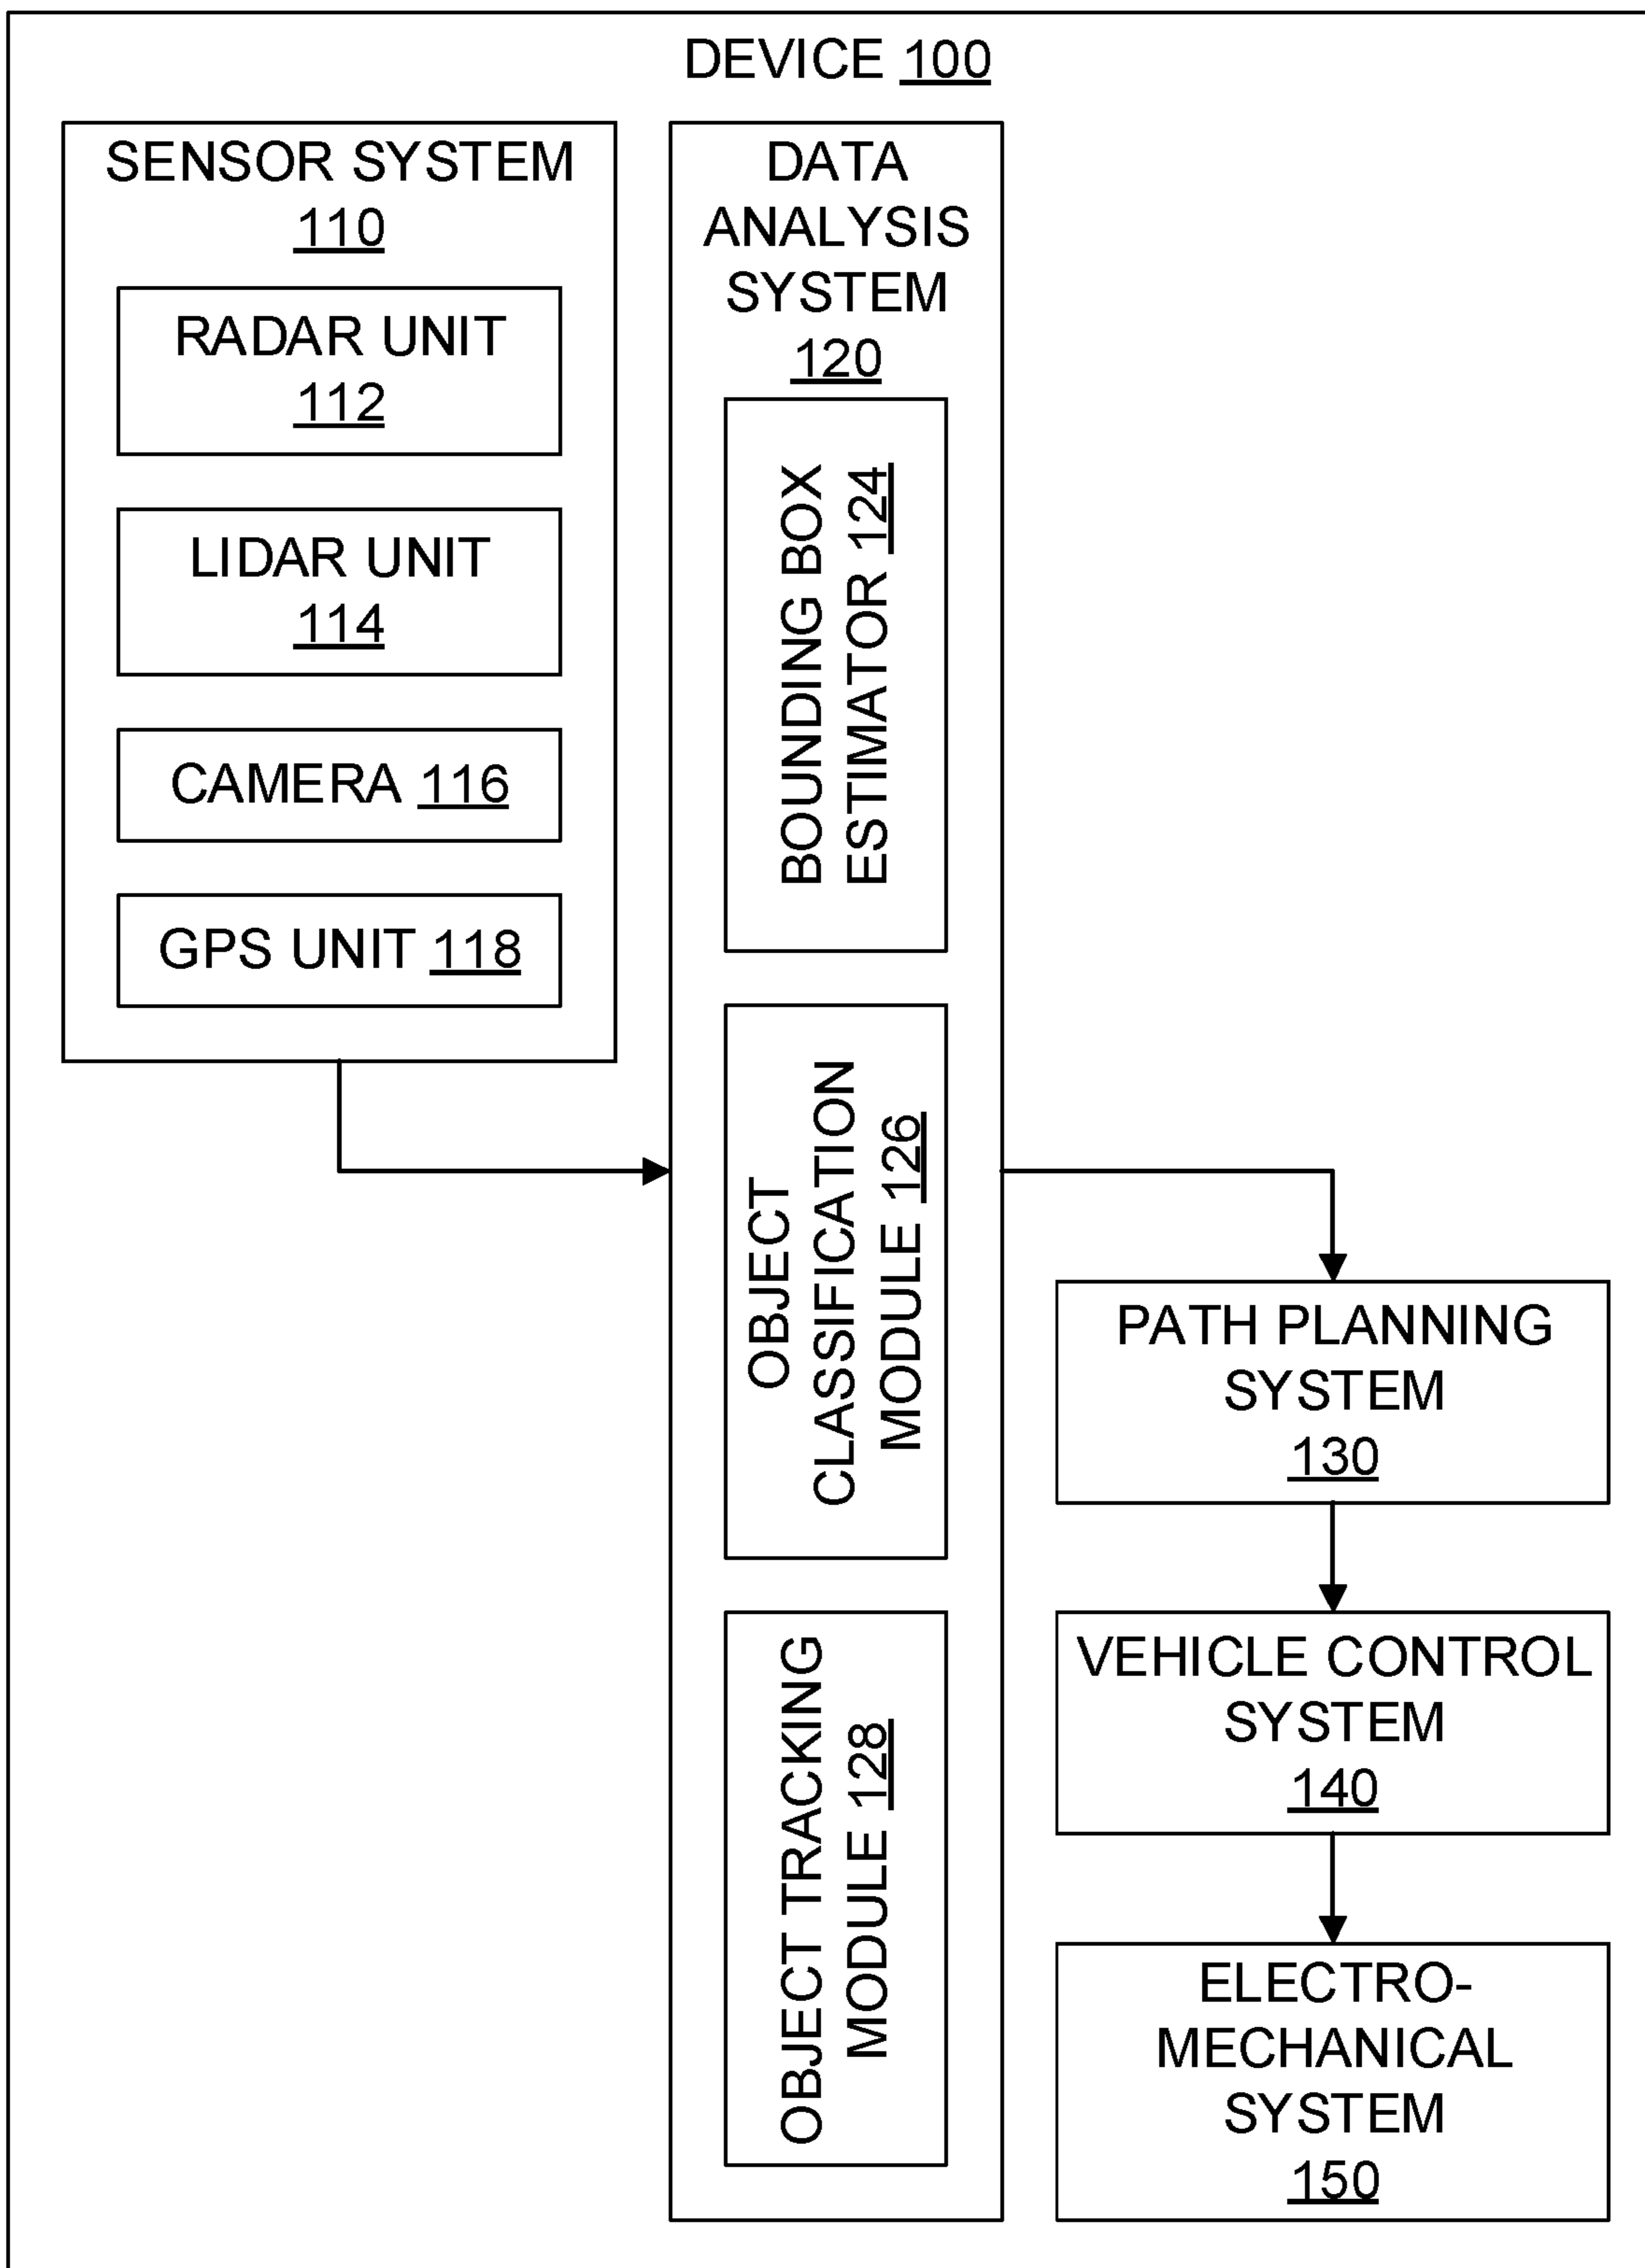 DEVICE 100
SENSOR SYSTEM
110
RADAR UNIT
112
LIDAR UNIT
114
CAMERA 116
GPS UNIT 118
DATA
ANALYSIS
SYSTEM
120
BOUNDING BOX
ESTIMATOR 124
OBJECT
CLASSIFICATION
MODULE 126
OBJECT TRACKING
MODULE 128
PATH PLANNING
SYSTEM
130
VEHICLE CONTROL
SYSTEM
140
ELECTRO-
MECHANICAL
SYSTEM
150